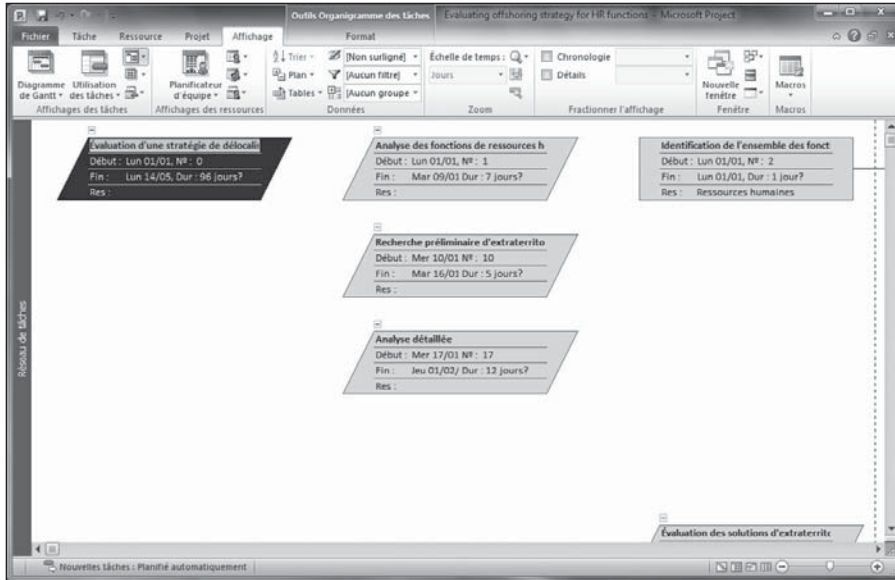 Outils Organigramme des tâches
Evaluating offshoring strategy for HR functions - Microsoft Project
Fichier Tâche Ressource Projet Affichage Format
Diagramme de Gantt
Utilisation des tâches
Planificateur d'équipe
Trier
Plan
Tables
[Non surligné]
[Aucun filtre]
[Aucun groupe
Échelle de temps :
Jours
Chronologie
Détails
Nouvelle fenêtre
Macros
Affichages des tâches Affichages des ressources Données Zoom Fractionner l'affichage Fenêtre Macros
Évaluation d'une stratégie de délocalis
Début : Lun 01/01, Nº : 0
Fin : Lun 14/05, Dur : 96 jours?
Res :
Analyse des fonctions de ressources h
Début : Lun 01/01, Nº : 1
Fin : Mar 09/01 Dur : 7 jours?
Res :
Identification de l'ensemble des fonct
Début : Lun 01/01, Nº : 2
Fin : Lun 01/01, Dur : 1 jour?
Res : Ressources humaines
Recherche préliminaire d'extraterrito
Début : Mer 10/01 Nº : 10
Fin : Mar 16/01 Dur : 5 jours?
Res :
Analyse détaillée
Début : Mer 17/01 Nº : 17
Fin : Jeu 01/02/ Dur : 12 jours?
Res :
Évaluation des solutions d'extraterritc
Réseau de tâches
Nouvelles tâches : Planifié automatiquement